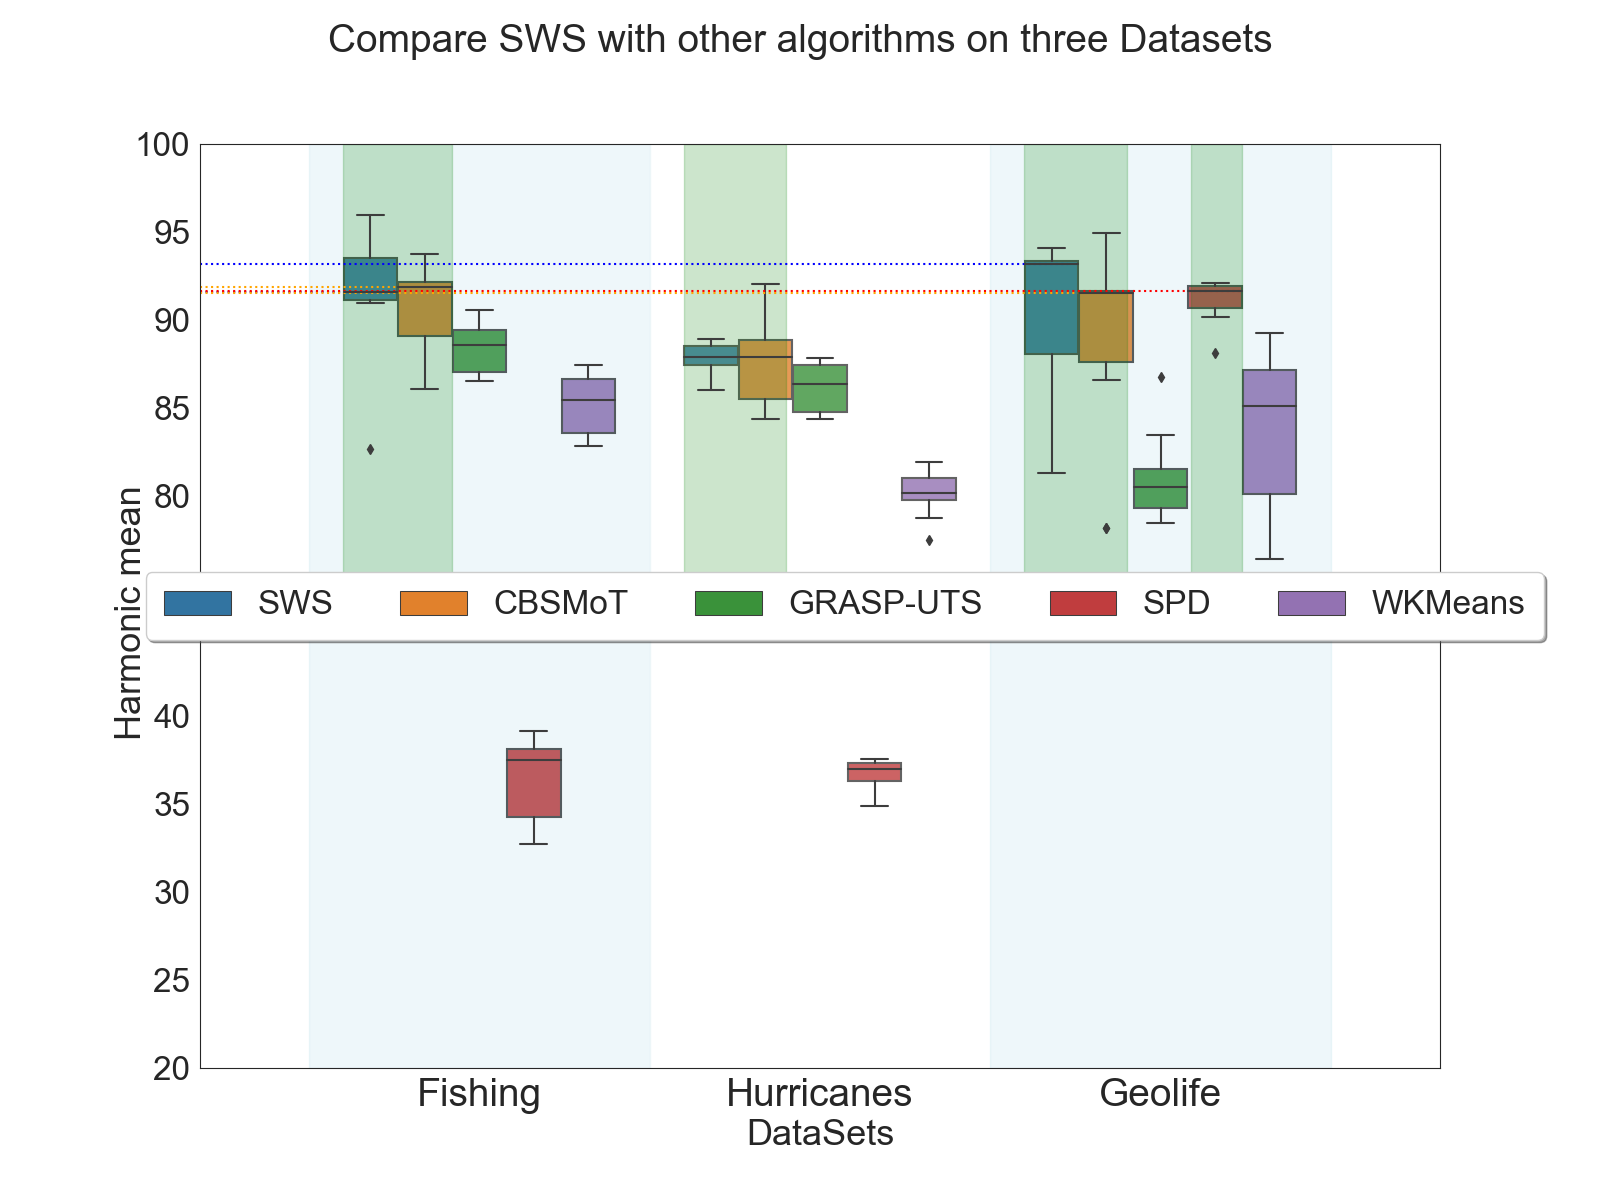 Compare SWS with other algorithms on three Datasets
100
95
90
85
80
Harmonic mean
SWS CBSMoT GRASP-UTS SPD WKMeans
40
35
30
25
20
Fishing Hurricanes Geolife
DataSets